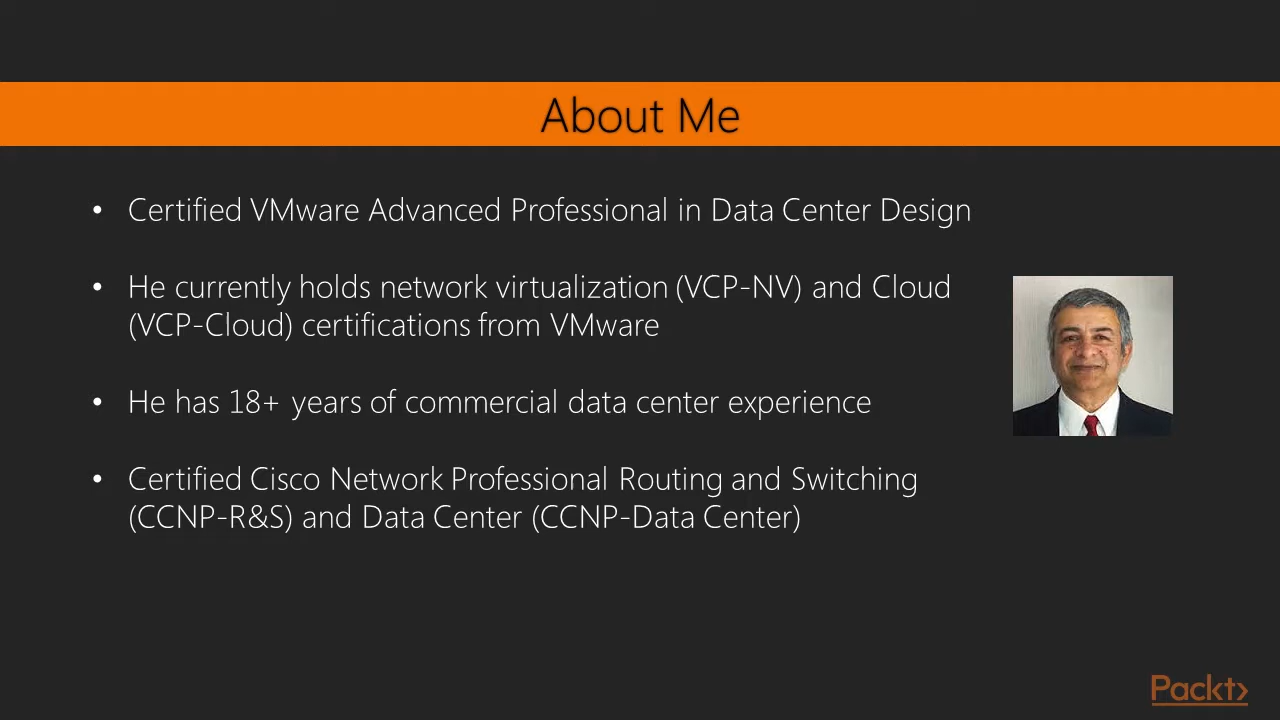 About Me
• Certified VMware Advanced Professional in Data Center Design
• He currently holds network virtualization (VCP-NV) and Cloud
(VCP-Cloud) certifications from VMware
• He has 18+ years of commercial data center experience
• Certified Cisco Network Professional Routing and Switching
(CCNP-R&S) and Data Center (CCNP-Data Center)
Packt>